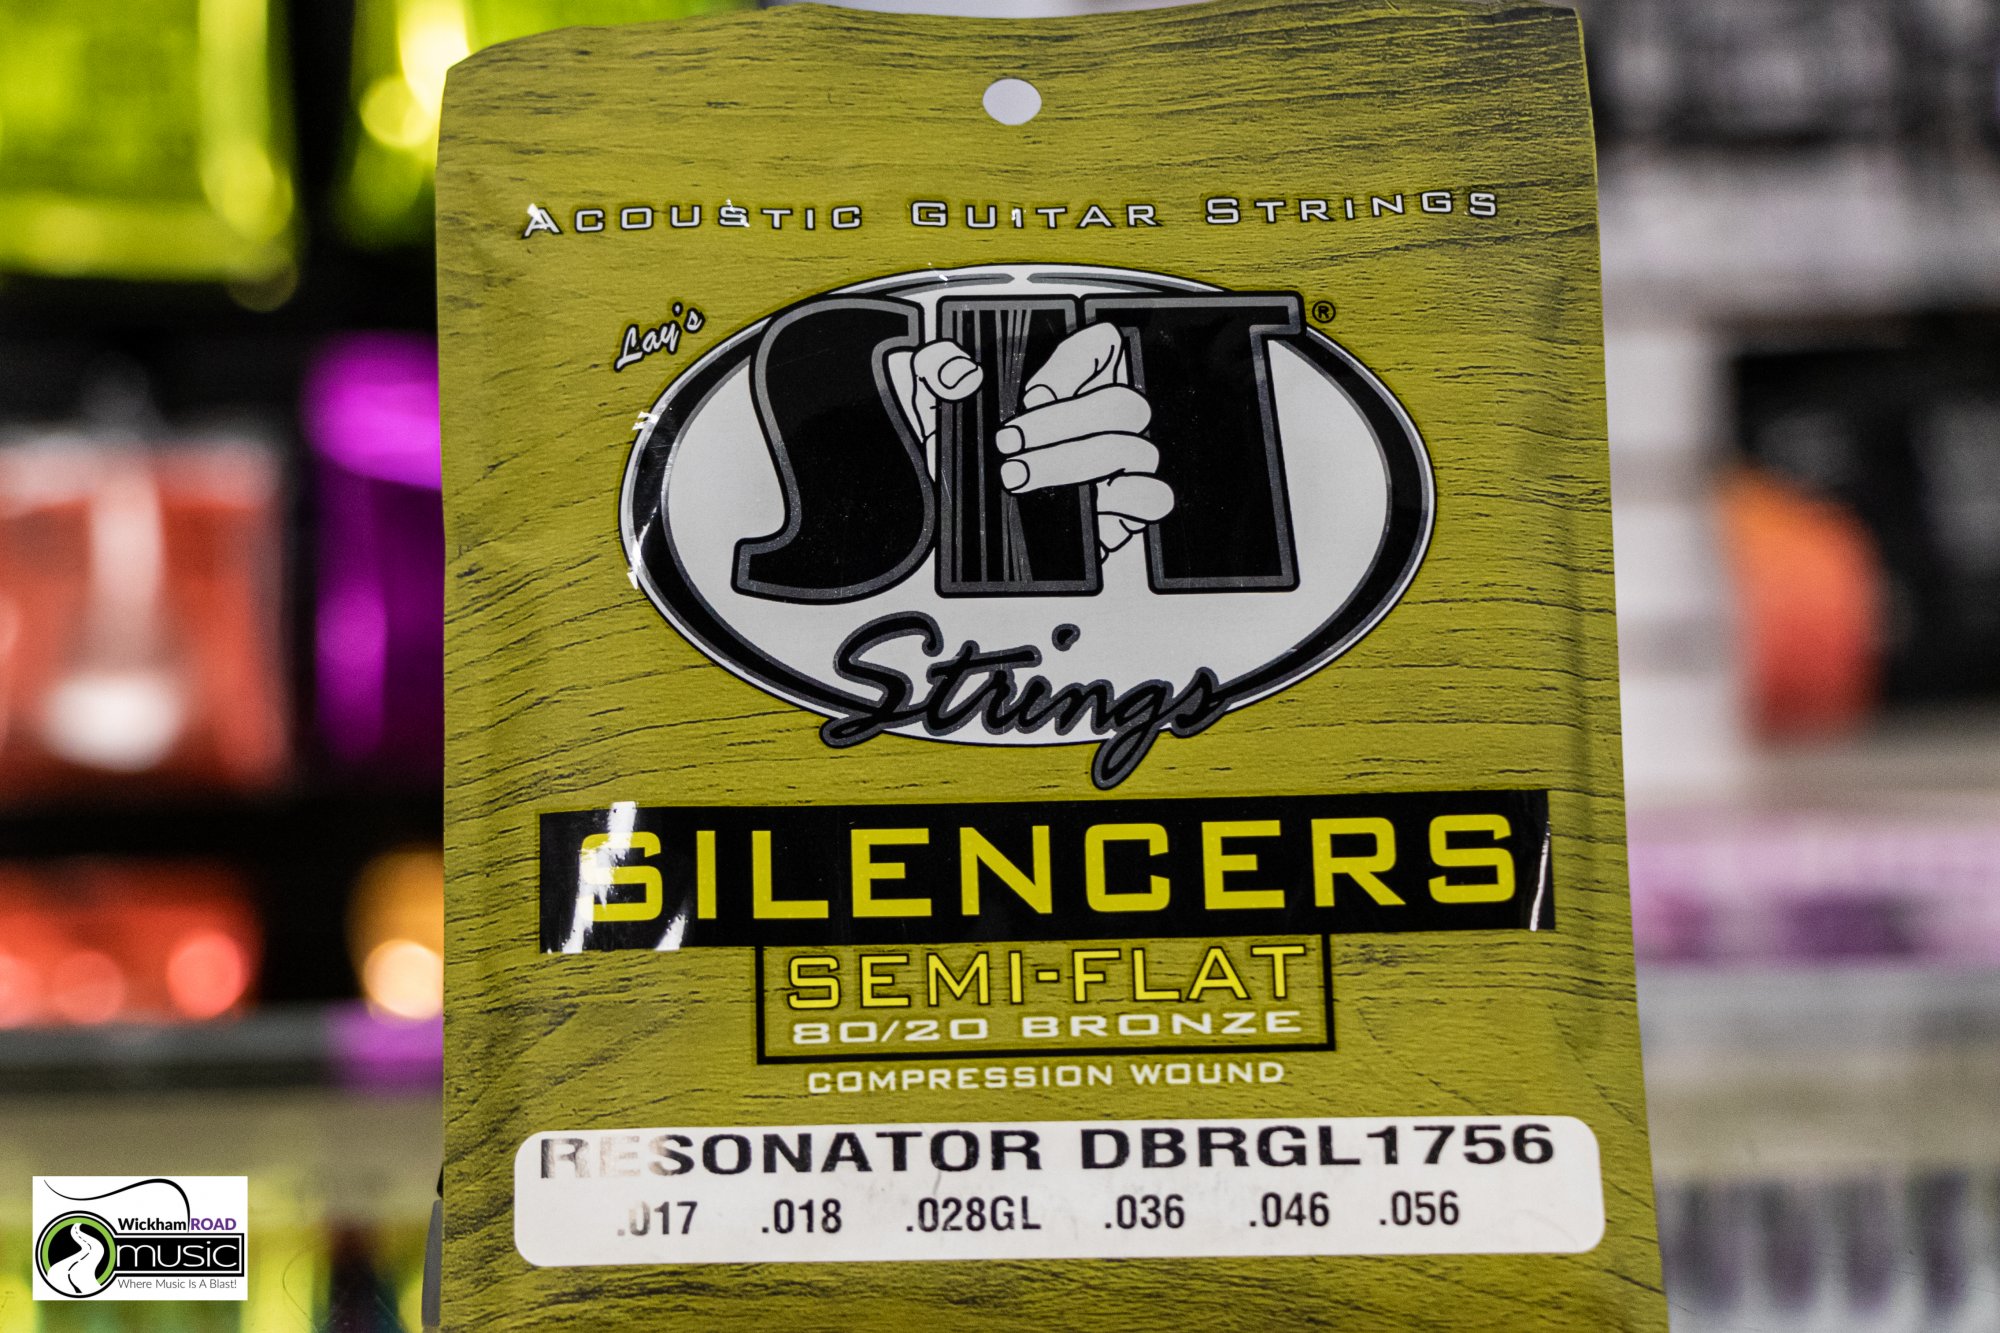 Acoustic Guitar Strings
Lay's
SIT ®
Strings
SILENCERS
SEMI-FLAT
80/20 BRONZE
COMPRESSION WOUND
RESONATOR DBRGL1756
.017 .018 .028GL .036 .046 .056
Wickham ROAD
music
Where Music Is A Blast!